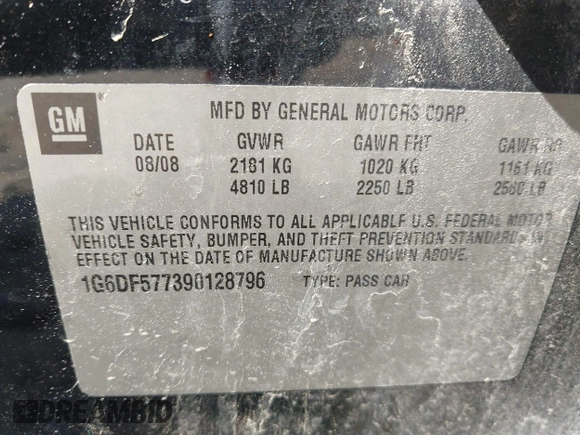 GM
MFD BY GENERAL MOTORS CORP.
DATE GVWR GAWR FRT GAWR RR
08/08 2181 KG 1020 KG 1161 KG
4810 LB 2250 LB 2560 LB
THIS VEHICLE CONFORMS TO ALL APPLICABLE U.S. FEDERAL MOTOR
VEHICLE SAFETY, BUMPER, AND THEFT PREVENTION STANDARDS IN
EFFECT ON THE DATE OF MANUFACTURE SHOWN ABOVE.
1G6DF577390128796 TYPE: PASS CAR
DREAMBID